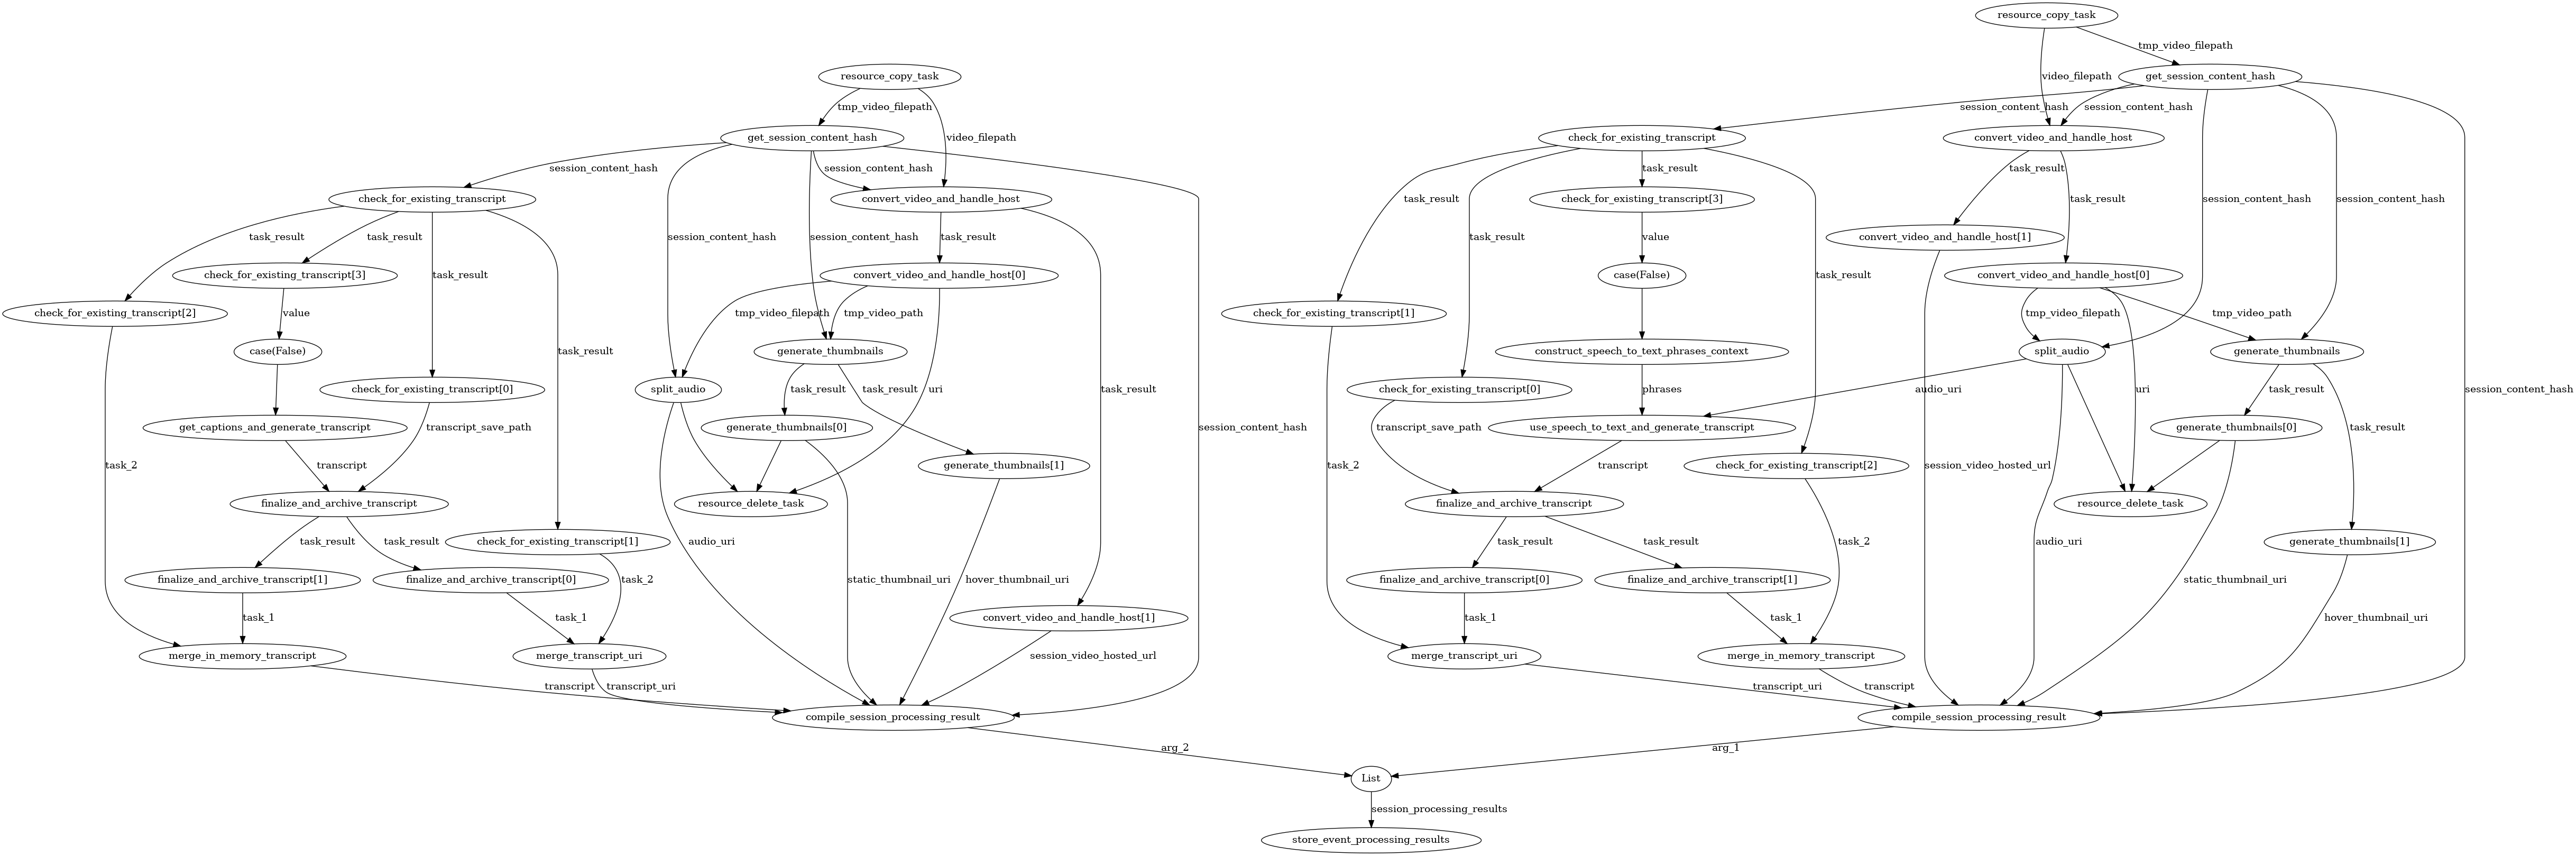 resource_copy_task
tmp_video_filepath
resource_copy_task
video_filepath
get_session_content_hash
tmp_video_filepath
session_content_hash
session_content_hash
get_session_content_hash
video_filepath
check_for_existing_transcript
convert_video_and_handle_host
session_content_hash
session_content_hash
task_result
task_result
check_for_existing_transcript
convert_video_and_handle_host
task_result
check_for_existing_transcript[3]
task_result
session_content_hash
session_content_hash
task_result
task_result
session_content_hash
session_content_hash
task_result
task_result
value
convert_video_and_handle_host[1]
check_for_existing_transcript[3]
task_result
convert_video_and_handle_host[0]
case(False)
task_result
convert_video_and_handle_host[0]
check_for_existing_transcript[2]
value
tmp_video_filepath
tmp_video_path
check_for_existing_transcript[1]
tmp_video_filepath
tmp_video_path
case(False)
task_result
generate_thumbnails
construct_speech_to_text_phrases_context
split_audio
generate_thumbnails
check_for_existing_transcript[0]
split_audio
task_result
task_result
uri
task_result
check_for_existing_transcript[0]
phrases
audio_uri
uri
task_result
session_content_hash
get_captions_and_generate_transcript
transcript_save_path
generate_thumbnails[0]
session_content_hash
transcript_save_path
use_speech_to_text_and_generate_transcript
generate_thumbnails[0]
task_result
task_2
transcript
generate_thumbnails[1]
task_2
transcript
check_for_existing_transcript[2]
session_video_hosted_url
finalize_and_archive_transcript
resource_delete_task
finalize_and_archive_transcript
resource_delete_task
task_result
task_result
check_for_existing_transcript[1]
audio_uri
task_result
task_result
task_2
audio_uri
generate_thumbnails[1]
finalize_and_archive_transcript[1]
finalize_and_archive_transcript[0]
task_2
static_thumbnail_uri
hover_thumbnail_uri
finalize_and_archive_transcript[0]
finalize_and_archive_transcript[1]
static_thumbnail_uri
task_1
task_1
convert_video_and_handle_host[1]
task_1
task_1
hover_thumbnail_uri
merge_in_memory_transcript
merge_transcript_uri
session_video_hosted_url
merge_transcript_uri
merge_in_memory_transcript
transcript
transcript_uri
transcript_uri
transcript
compile_session_processing_result
compile_session_processing_result
arg_2
arg_1
List
session_processing_results
store_event_processing_results